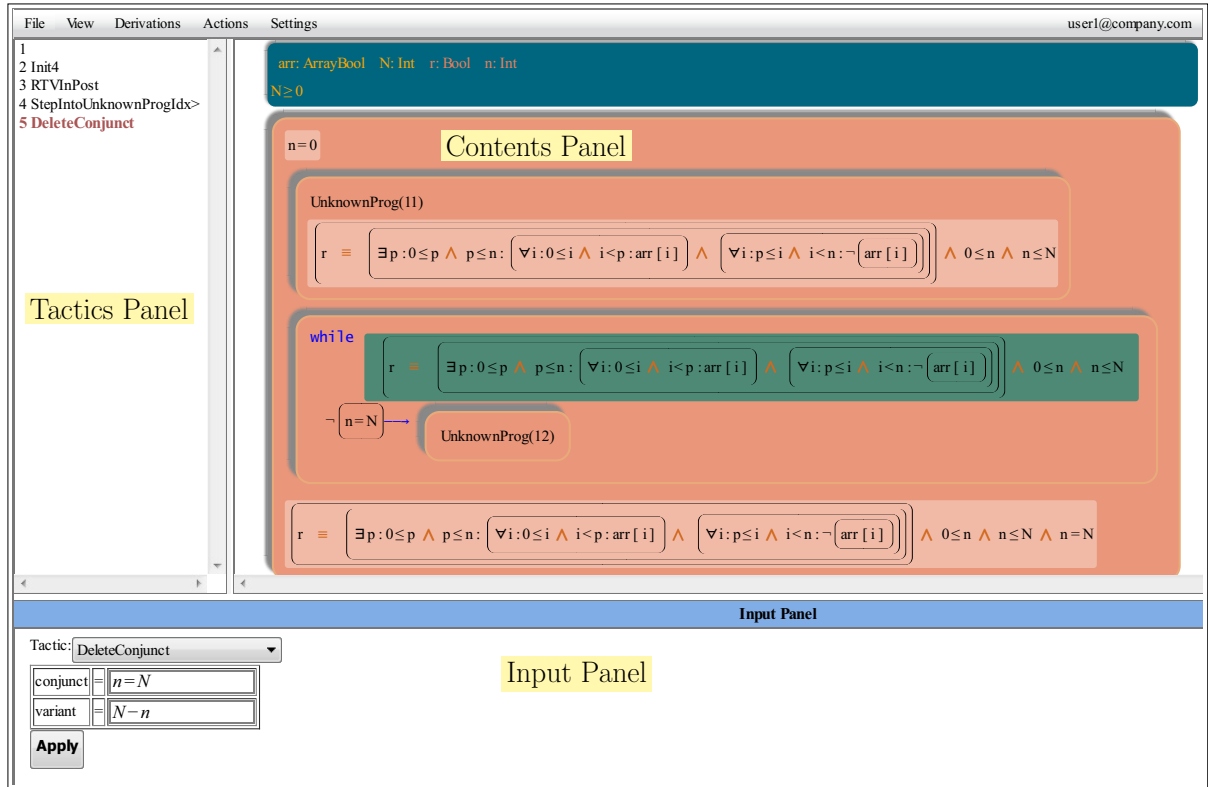 File View Derivations Actions Settings user1@company.com
1
2 Init4
3 RTVInPost
4 StepIntoUnknownProgIdx>
5 DeleteConjunct
Tactics Panel
arr: ArrayBool N: Int r: Bool n: Int
N≥0
n=0
Contents Panel
UnknownProg(11)
r ≡ ∃p:0≤p ∧ p≤n: ∀i:0≤i ∧ i<p:arr[i] ∧ ∀i:p≤i ∧ i<n:¬ arr[i] ∧ 0≤n ∧ n≤N
while
r ≡ ∃p:0≤p ∧ p≤n: ∀i:0≤i ∧ i<p:arr[i] ∧ ∀i:p≤i ∧ i<n:¬ arr[i] ∧ 0≤n ∧ n≤N
¬ n=N → UnknownProg(12)
r ≡ ∃p:0≤p ∧ p≤n: ∀i:0≤i ∧ i<p:arr[i] ∧ ∀i:p≤i ∧ i<n:¬ arr[i] ∧ 0≤n ∧ n≤N ∧ n=N
Input Panel
Tactic: DeleteConjunct
conjunct = n=N
variant = N−n
Apply
Input Panel